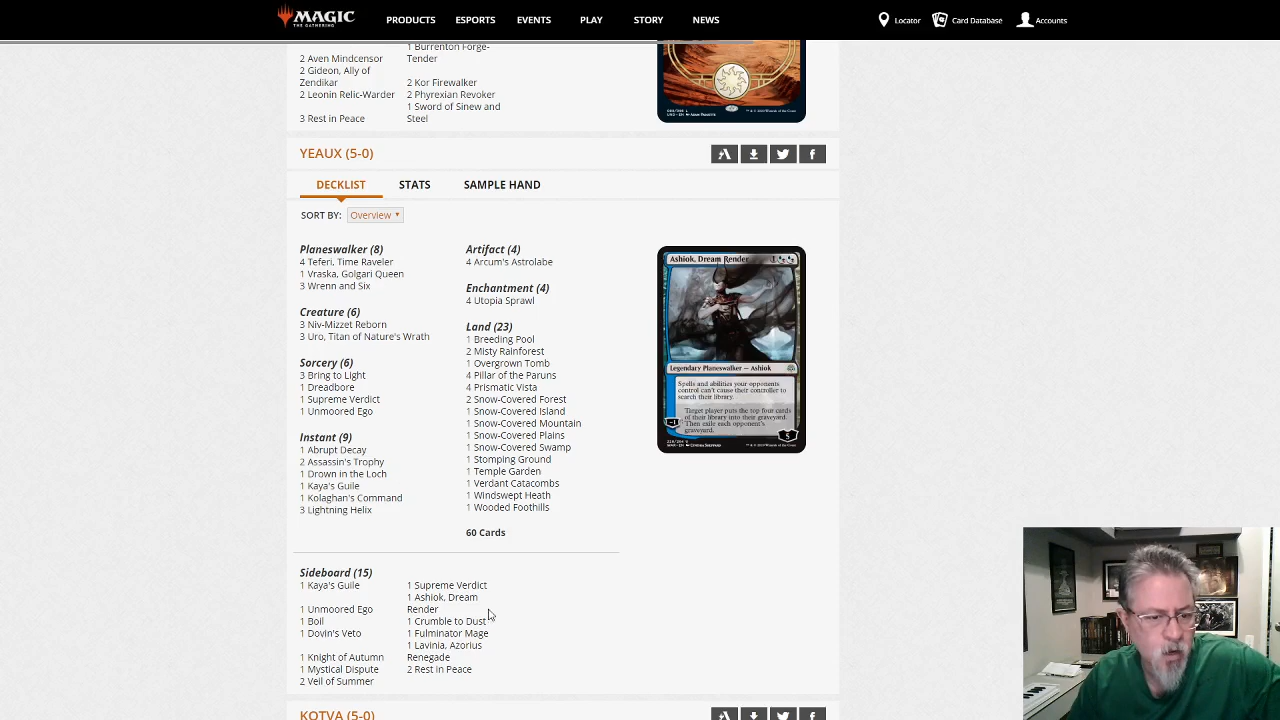 MAGIC
THE GATHERING
PRODUCTS
ESPORTS
EVENTS
PLAY
STORY
NEWS
Locator
Card Database
Accounts
2 Aven Mindcensor
2 Gideon, Ally of
Zendikar
2 Leonin Relic-Warder
3 Rest in Peace
1 Burrenton Forge-
Tender
2 Kor Firewalker
2 Phyrexian Revoker
1 Sword of Sinew and
Steel
YEAUX (5-0)
DECKLIST
STATS
SAMPLE HAND
SORT BY:
Overview
Planeswalker (8)
4 Teferi, Time Raveler
1 Vraska, Golgari Queen
3 Wrenn and Six
Creature (6)
3 Niv-Mizzet Reborn
3 Uro, Titan of Nature's Wrath
Sorcery (6)
3 Bring to Light
1 Dreadbore
1 Supreme Verdict
1 Unmoored Ego
Instant (9)
1 Abrupt Decay
2 Assassin's Trophy
1 Drown in the Loch
1 Kaya's Guile
1 Kolaghan's Command
3 Lightning Helix
Artifact (4)
4 Arcum's Astrolabe
Enchantment (4)
4 Utopia Sprawl
Land (23)
1 Breeding Pool
2 Misty Rainforest
1 Overgrown Tomb
4 Pillar of the Paruns
4 Prismatic Vista
2 Snow-Covered Forest
1 Snow-Covered Island
1 Snow-Covered Mountain
1 Snow-Covered Plains
1 Snow-Covered Swamp
1 Stomping Ground
1 Temple Garden
1 Verdant Catacombs
1 Windswept Heath
1 Wooded Foothills
60 Cards
Ashiok, Dream Render
Legendary Planeswalker — Ashiok
Spells and abilities your opponents
control can't cause their controller to
search their library.
-1
Target player puts the top four cards
of their library into their graveyard.
Then exile each opponent's
graveyard.
5
Sideboard (15)
1 Kaya's Guile
1 Unmoored Ego
1 Boil
1 Dovin's Veto
1 Knight of Autumn
1 Mystical Dispute
2 Veil of Summer
1 Supreme Verdict
1 Ashiok, Dream
Render
1 Crumble to Dust
1 Fulminator Mage
1 Lavinia, Azorius
Renegade
2 Rest in Peace
KOTVA (5-0)